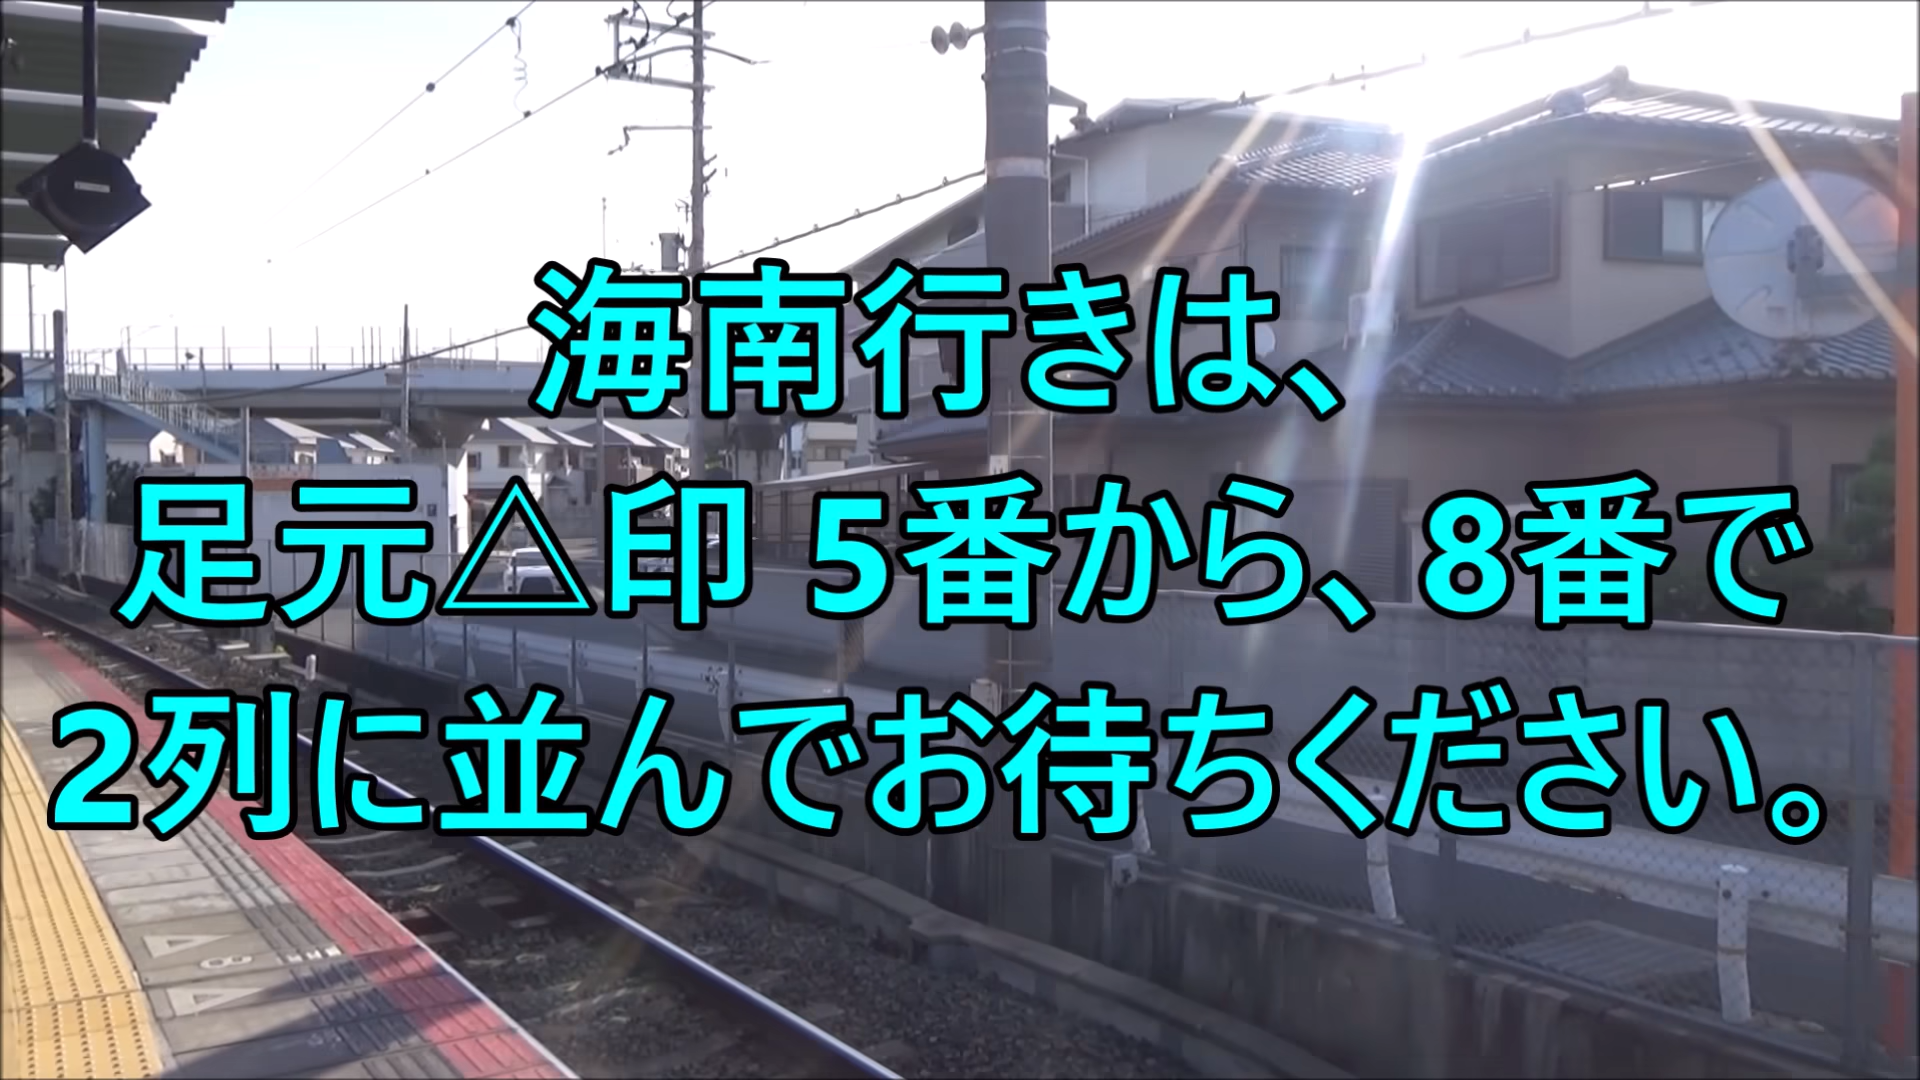 海南行きは、
足元△印 5番から、8番で
2列に並んでお待ちください。